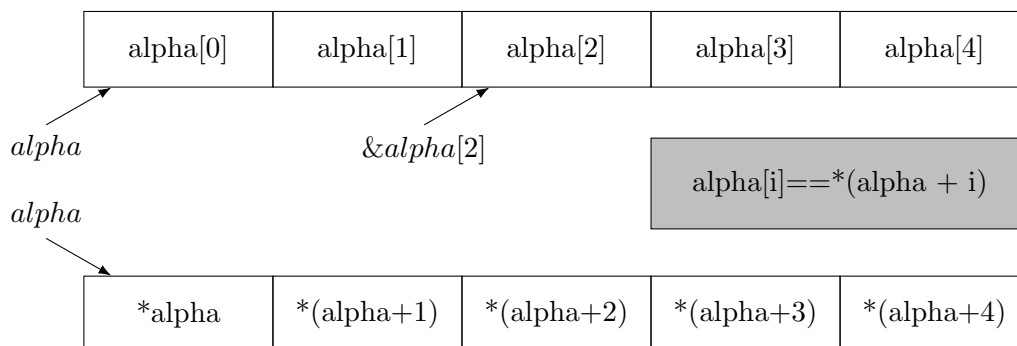 alpha[0] alpha[1] alpha[2] alpha[3] alpha[4]
alpha &alpha[2]
alpha[i]==*(alpha + i)
alpha
*alpha *(alpha+1) *(alpha+2) *(alpha+3) *(alpha+4)